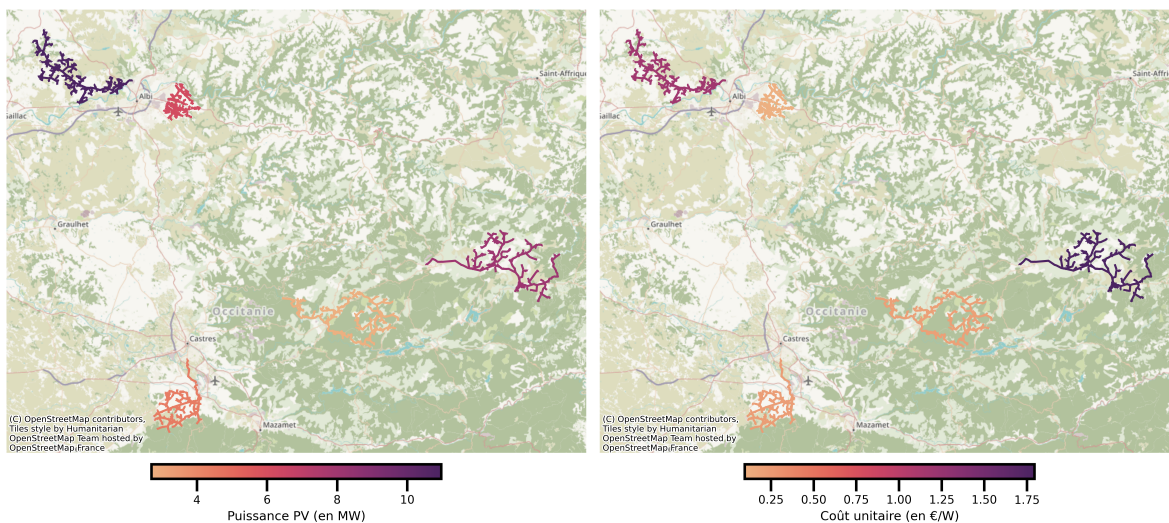 Saint-Affrique
Albi
Gaillac
Graulhet
Occitanie
Castres
Mazamet
(C) OpenStreetMap contributors,
Tiles style by Humanitarian
OpenStreetMap Team hosted by
OpenStreetMap France
4 6 8 10
Puissance PV (en MW)
Saint-Affriq
Albi
Gaillac
Graulhet
Occitanie
Castres
Mazamet
(C) OpenStreetMap contributors,
Tiles style by Humanitarian
OpenStreetMap Team hosted by
OpenStreetMap France
0.25 0.50 0.75 1.00 1.25 1.50 1.75
Coût unitaire (en €/W)